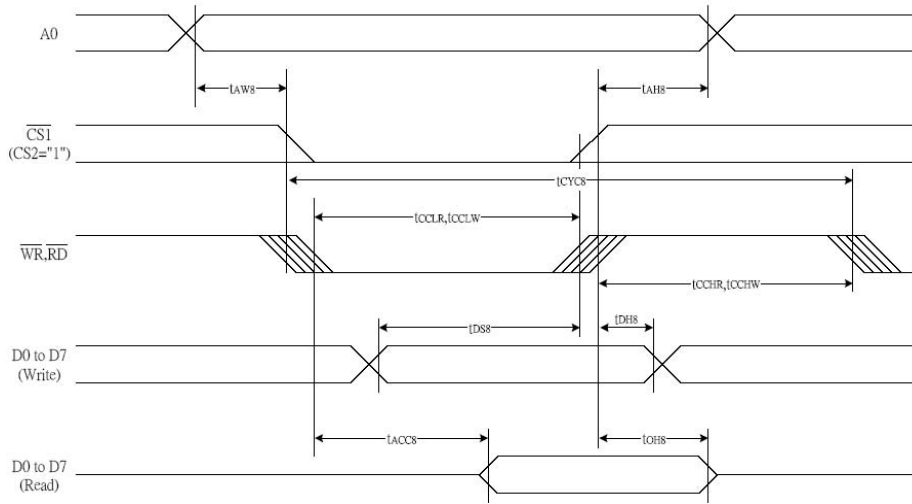 A0
tAW8
tAH8
CS1
(CS2="1")
tCYC8
tCCLR,tCCLW
WR,RD
tCCHR,tCCHW
tDS8
tDH8
D0 to D7
(Write)
tACC8
tOH8
D0 to D7
(Read)